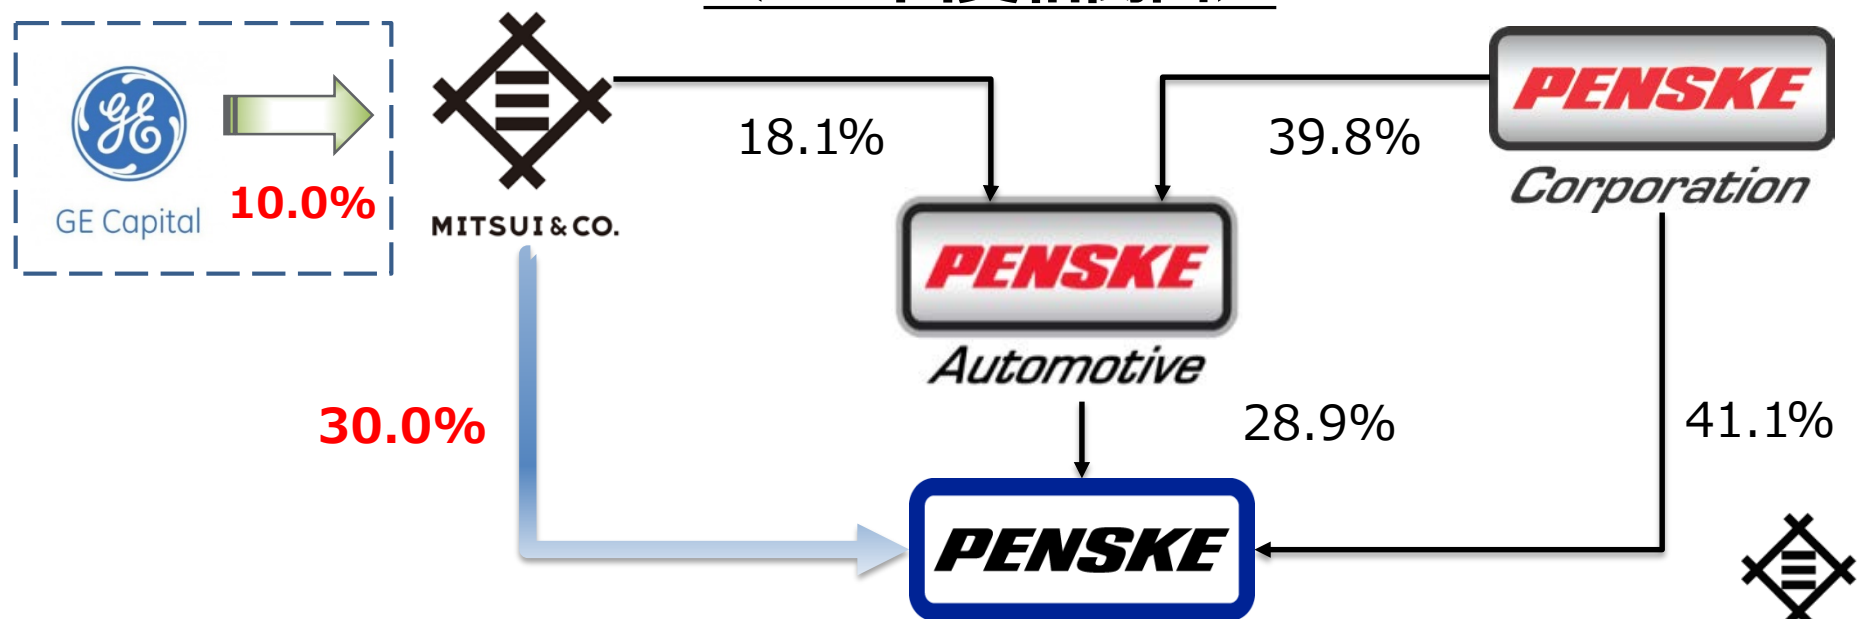 GE Capital
10.0%
MITSUI & CO.
18.1%
39.8%
PENSKE
Corporation
PENSKE
Automotive
30.0%
28.9%
41.1%
PENSKE